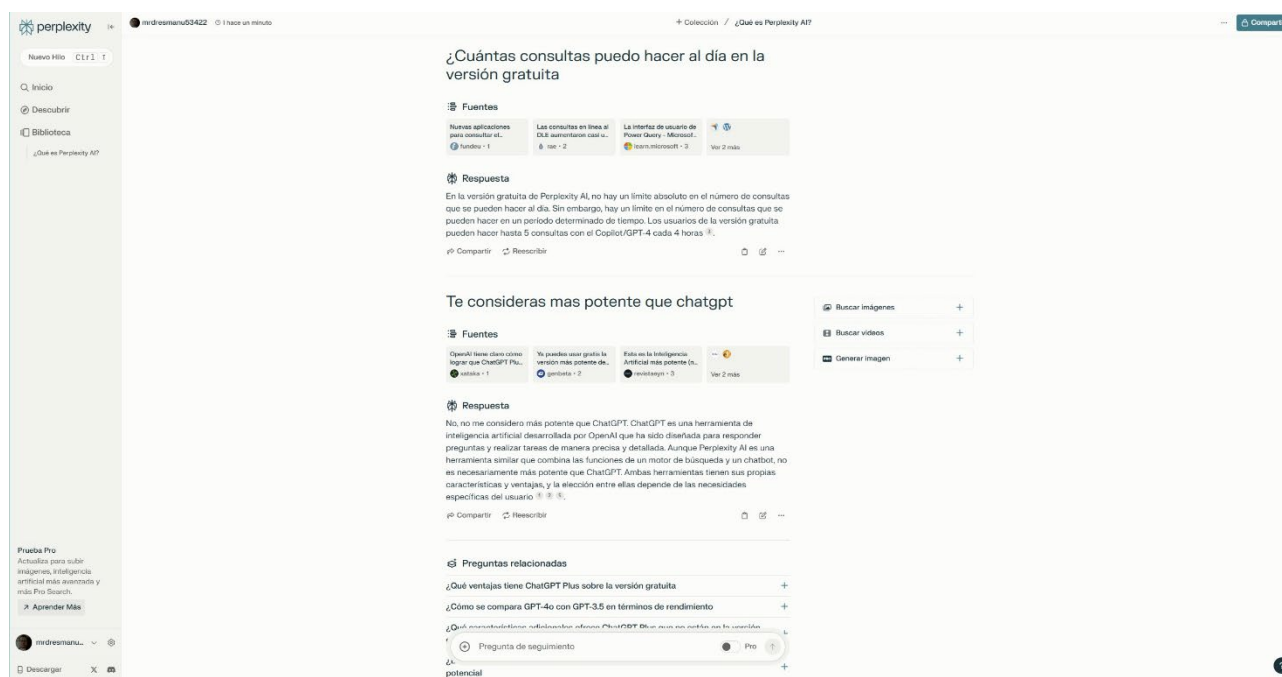 perplexity
mrdresmanu53422
hace un minuto
Colección / ¿Qué es Perplexity AI?
Compart
Nuevo Hilo Ctrl I
Inicio
Descubrir
Biblioteca
¿Qué es Perplexity AI?
¿Cuántas consultas puedo hacer al día en la
versión gratuita
Fuentes
Nuevas aplicaciones
para consultar el..
fundeu · 1
Las consultas en línea al
DLE aumentaron casi u..
rae · 2
La interfaz de usuario de
Power Query - Microsof..
learn.microsoft · 3
Ver 2 más
Respuesta
En la versión gratuita de Perplexity AI, no hay un límite absoluto en el número de consultas
que se pueden hacer al día. Sin embargo, hay un límite en el número de consultas que se
pueden hacer en un período determinado de tiempo. Los usuarios de la versión gratuita
pueden hacer hasta 5 consultas con el Copilot/GPT-4 cada 4 horas
Compartir Reescribir
Te consideras mas potente que chatgpt
Fuentes
OpenAI tiene claro cómo
lograr que ChatGPT Plu..
xataka · 1
Ya puedes usar gratis la
versión más potente de..
genbeta · 2
Esta es la Inteligencia
Artificial más potente (n..
revistabyn · 3
Ver 2 más
Respuesta
No, no me considero más potente que ChatGPT. ChatGPT es una herramienta de
inteligencia artificial desarrollada por OpenAI que ha sido diseñada para responder
preguntas y realizar tareas de manera precisa y detallada. Aunque Perplexity AI es una
herramienta similar que combina las funciones de un motor de búsqueda y un chatbot, no
es necesariamente más potente que ChatGPT. Ambas herramientas tienen sus propias
características y ventajas, y la elección entre ellas depende de las necesidades
específicas del usuario
Compartir Reescribir
Buscar imágenes
Buscar videos
Generar imagen
Preguntas relacionadas
¿Qué ventajas tiene ChatGPT Plus sobre la versión gratuita
¿Cómo se compara GPT-4o con GPT-3.5 en términos de rendimiento
¿Qué características adicionales ofrece ChatGPT Plus que no están en la versión
Pregunta de seguimiento
Pro
potencial
Prueba Pro
Actualiza para subir
imágenes, inteligencia
artificial más avanzada y
más Pro Search.
Aprender Más
mrdresmanu...
Descargar